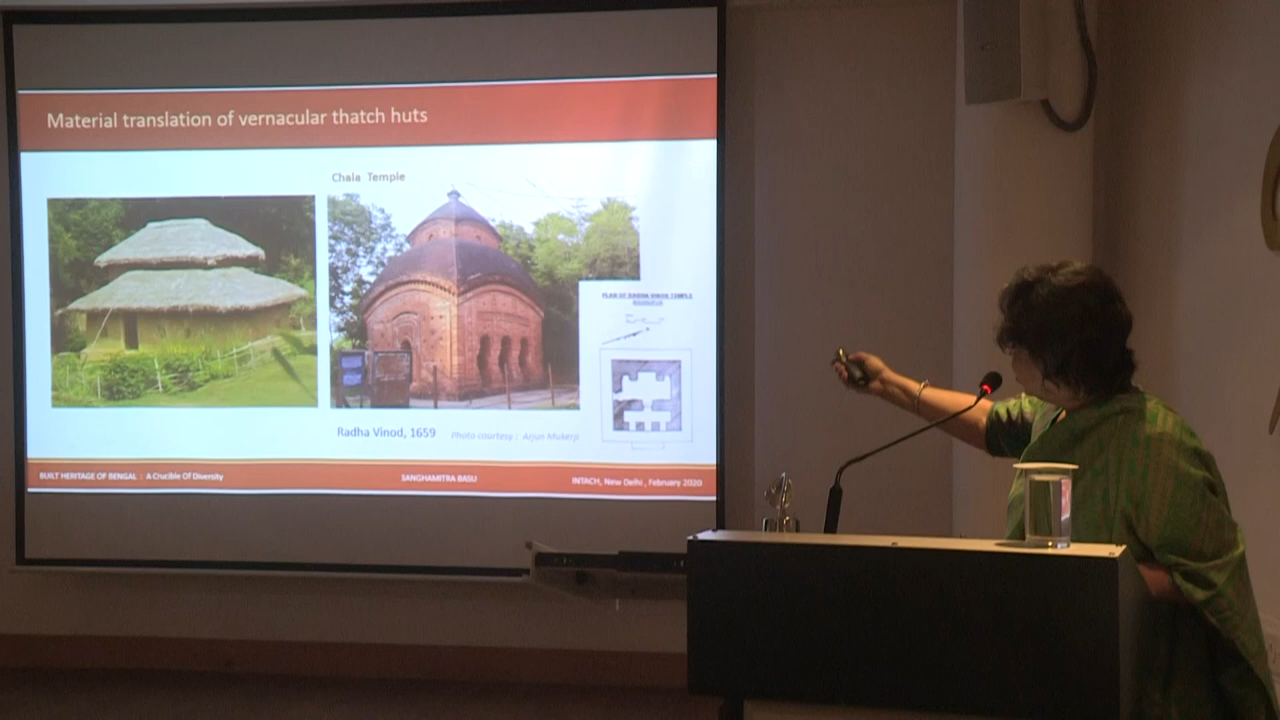 Material translation of vernacular thatch huts
Chala Temple
PLAN OF RADHA VINOD TEMPLE
Radha Vinod, 1659
Photo courtesy : Arjun Mukerji
BUILT HERITAGE OF BENGAL : A Crucible Of Diversity
SANGHAMITRA BASU
INTACH, New Delhi , February 2020